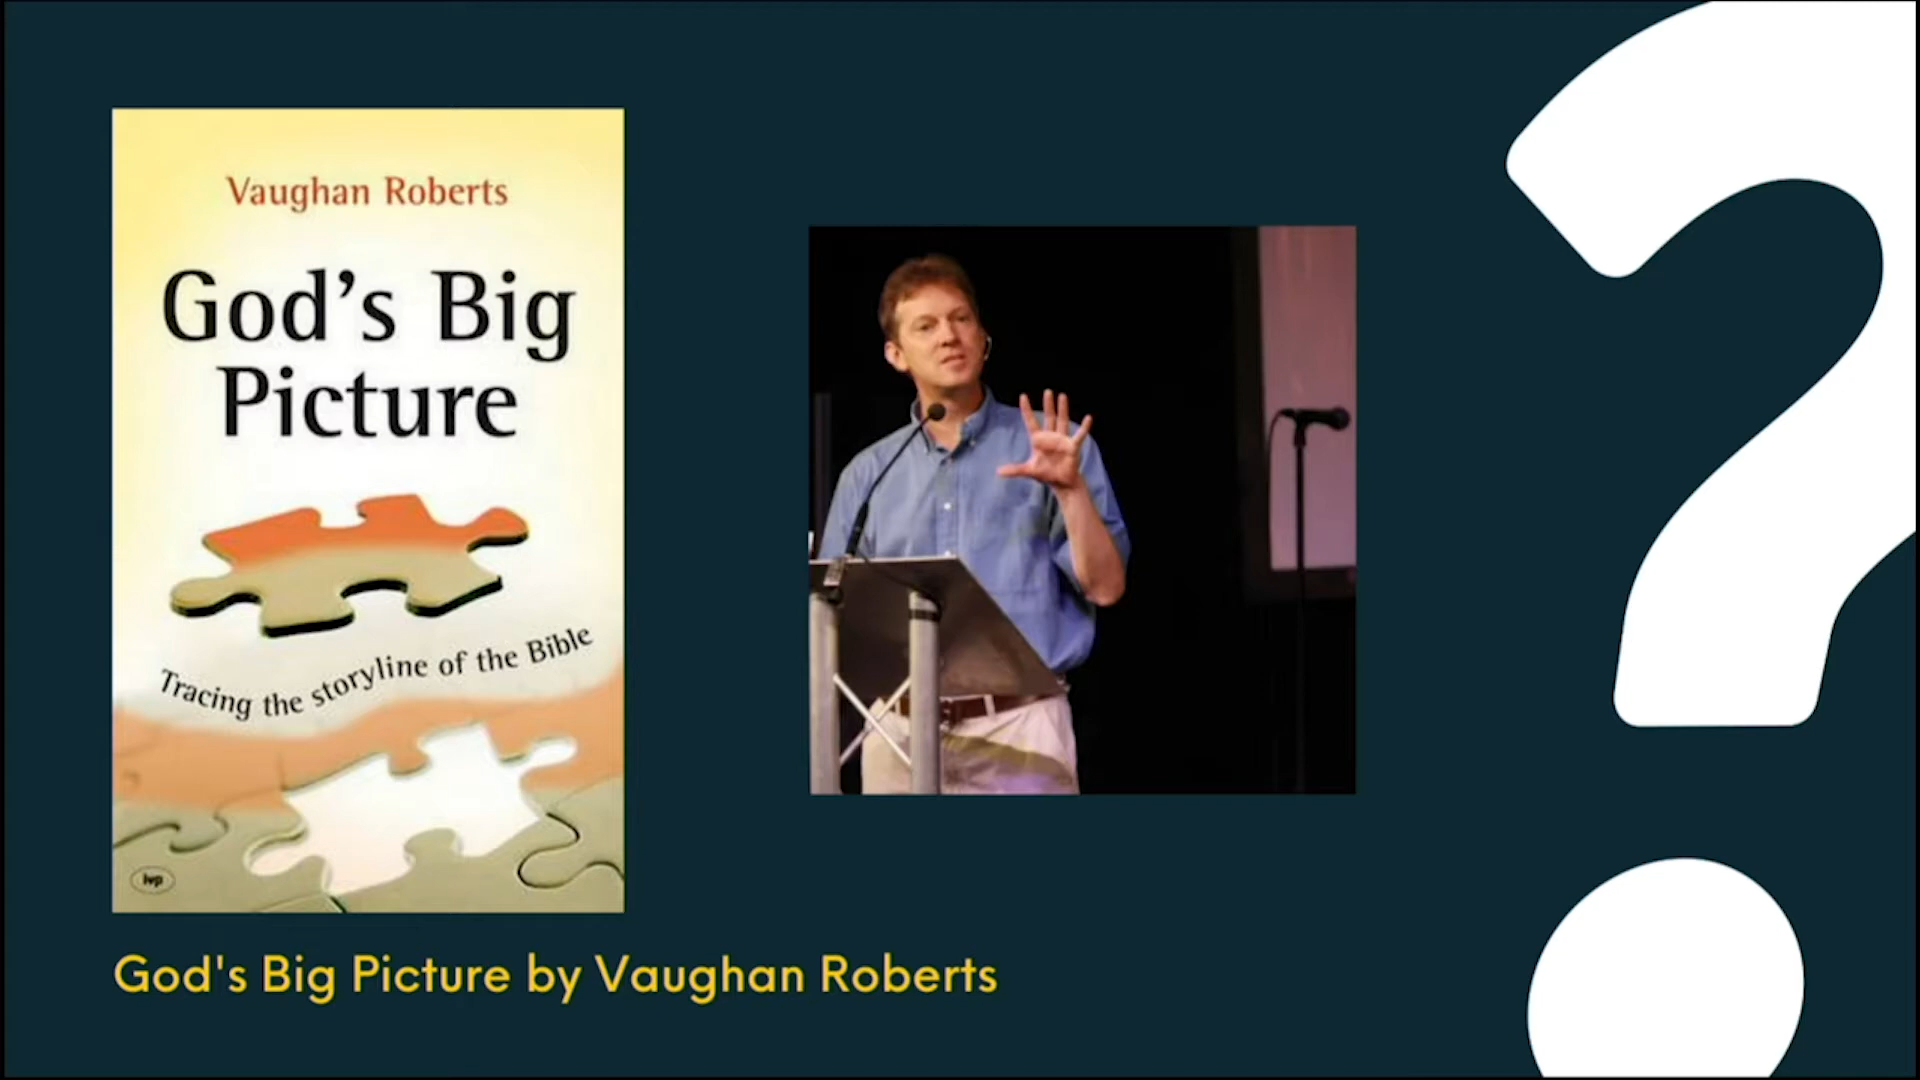 Vaughan Roberts
God’s Big
Picture
Tracing the storyline of the Bible
ivp
God's Big Picture by Vaughan Roberts